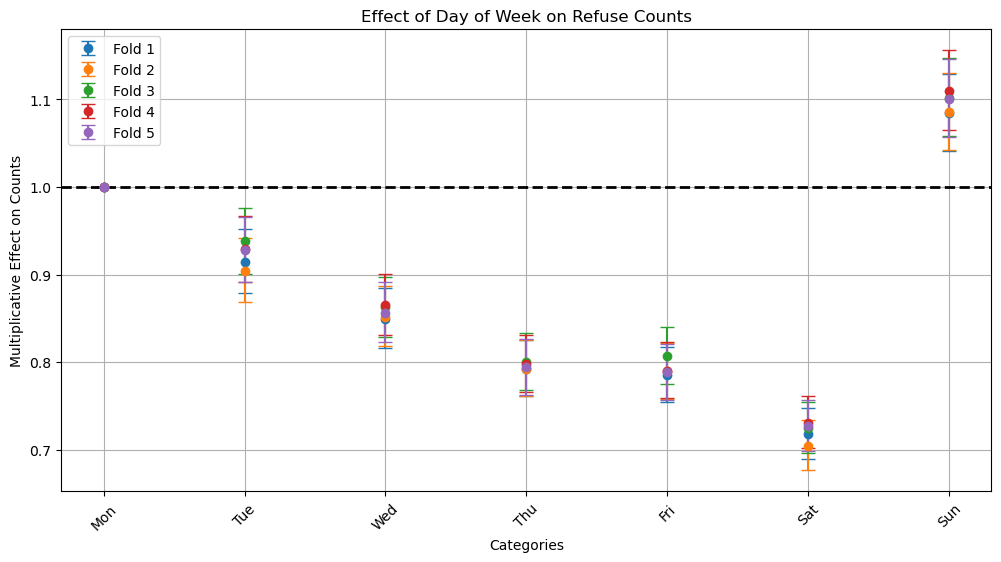 Effect of Day of Week on Refuse Counts
Fold 1
Fold 2
Fold 3
Fold 4
Fold 5
Multiplicative Effect on Counts
1.1
1.0
0.9
0.8
0.7
Mon
Tue
Wed
Thu
Fri
Sat
Sun
Categories